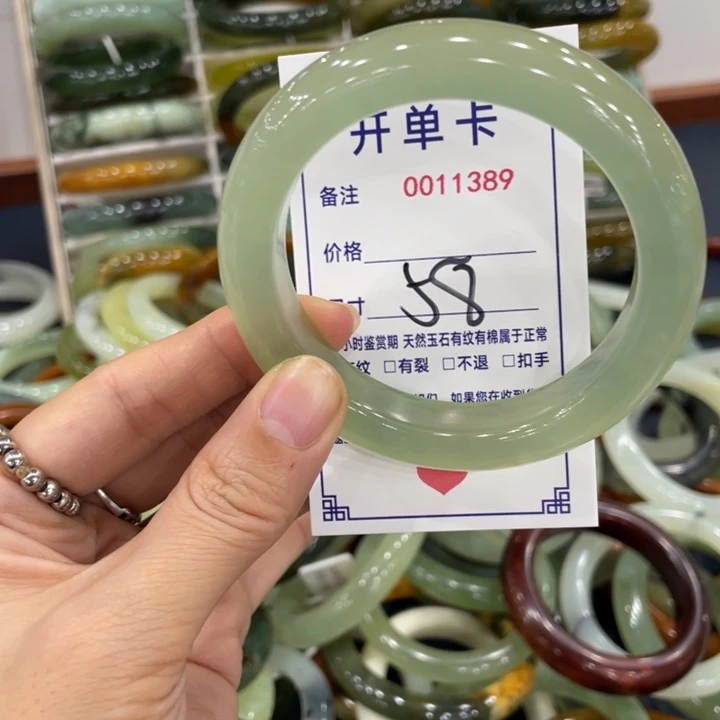 开单卡
备注 0011389
价格
寸 58
小时鉴赏期 天然玉石有纹有棉属于正常
纹 □有裂 □不退 □扣手
如果您在收到